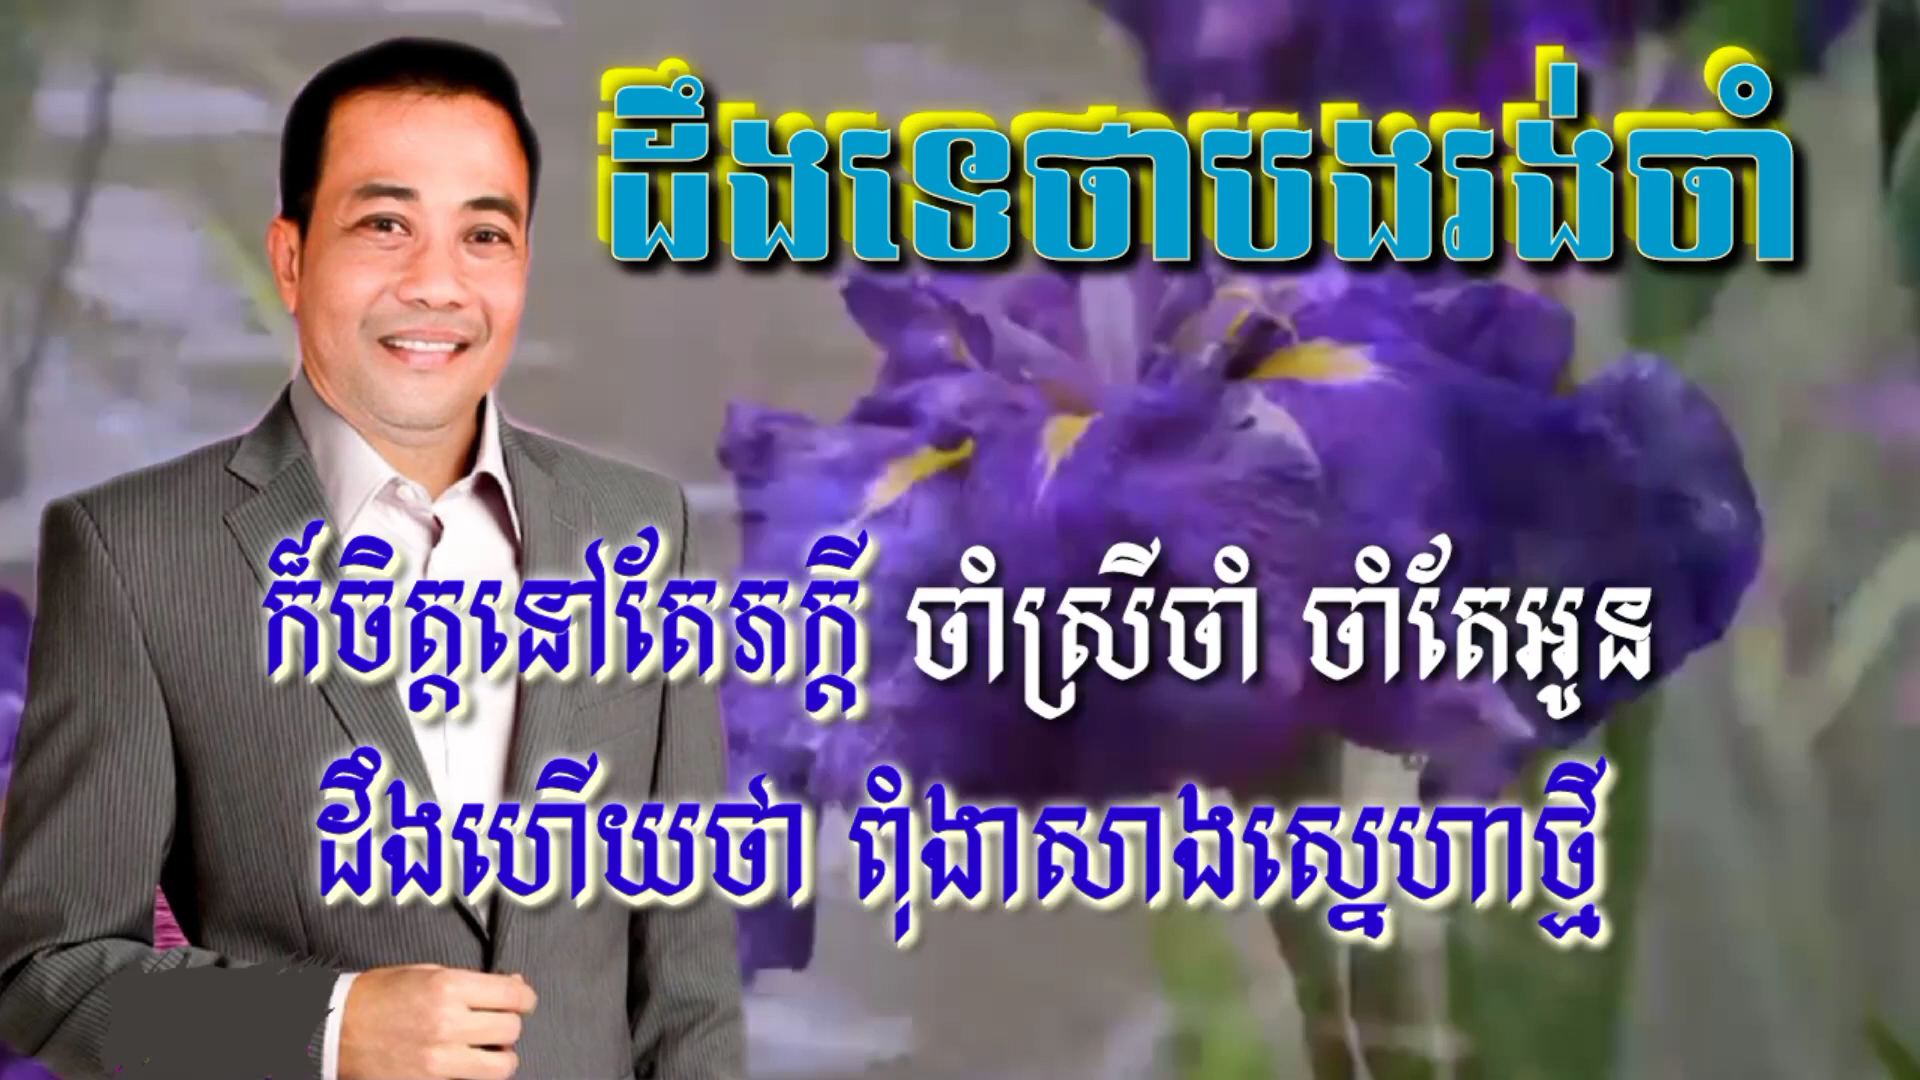 ដឹងទេថាបងរង់ចាំ
ក៏ចិត្តនៅតែភក្ដី ចាំស្រីចាំ ចាំតែអូន
ដឹងហើយថា ពុំងាសាងស្នេហាថ្មី